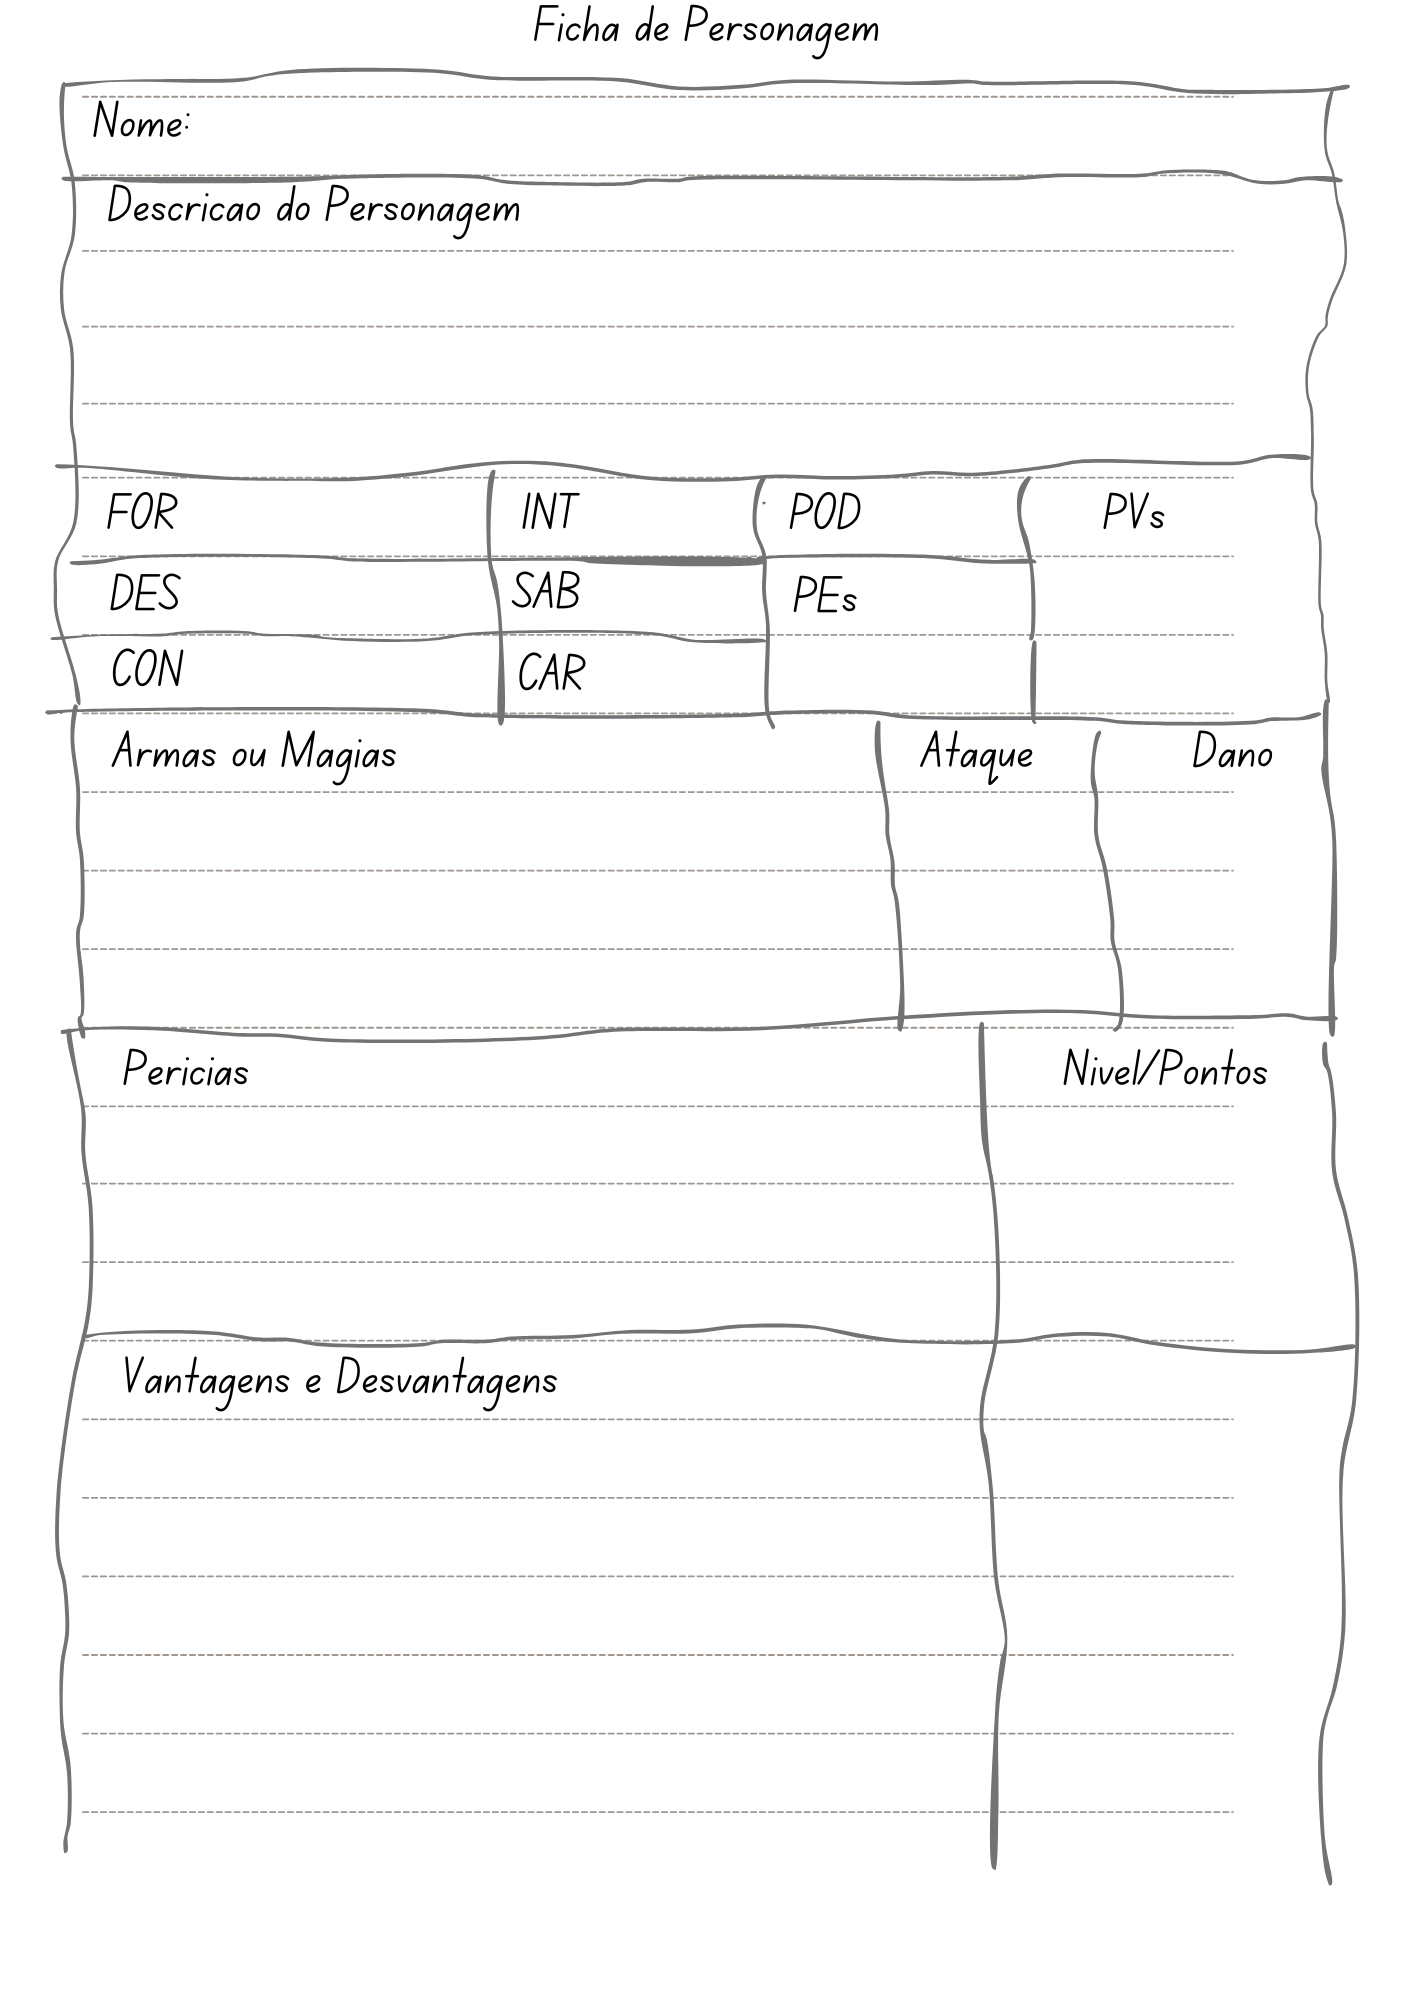 Ficha de Personagem
Nome:
Descricao do Personagem
FOR INT POD PVs
DES SAB PEs
CON CAR
Armas ou Magias Ataque Dano
Pericias Nivel/Pontos
Vantagens e Desvantagens